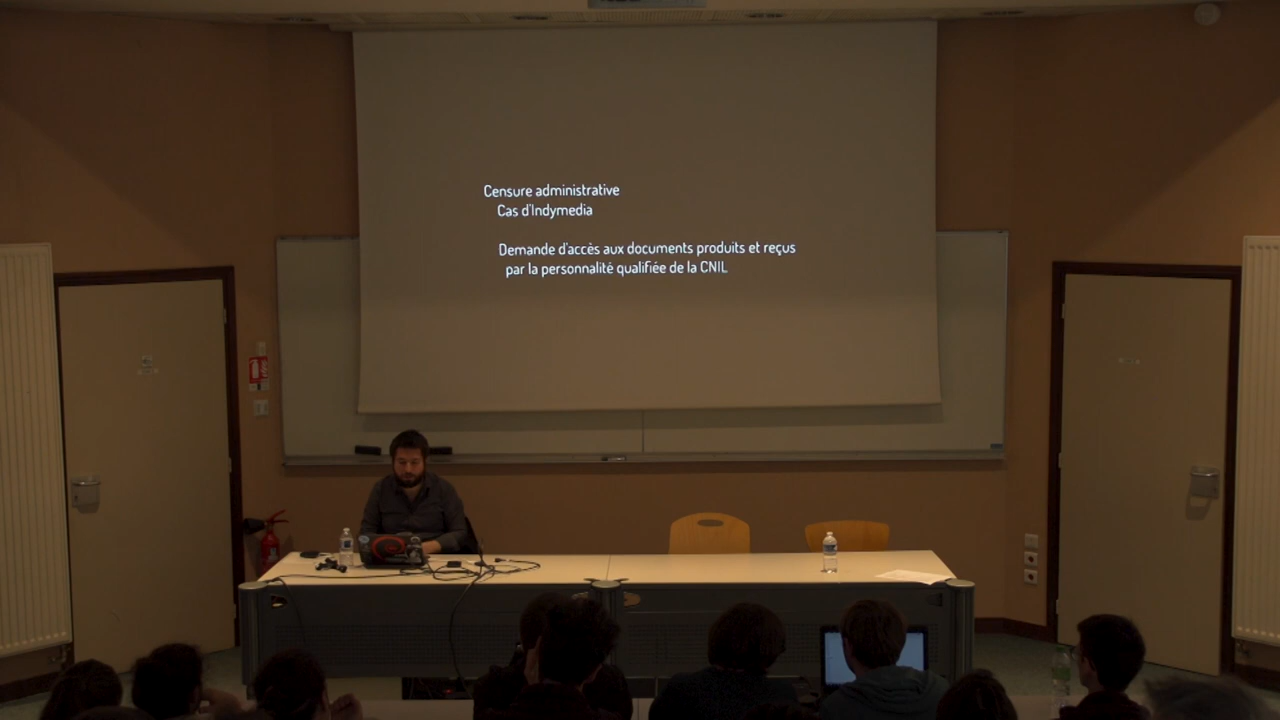 Censure administrative
Cas d'Indymedia
Demande d'accès aux documents produits et reçus
par la personnalité qualifiée de la CNIL